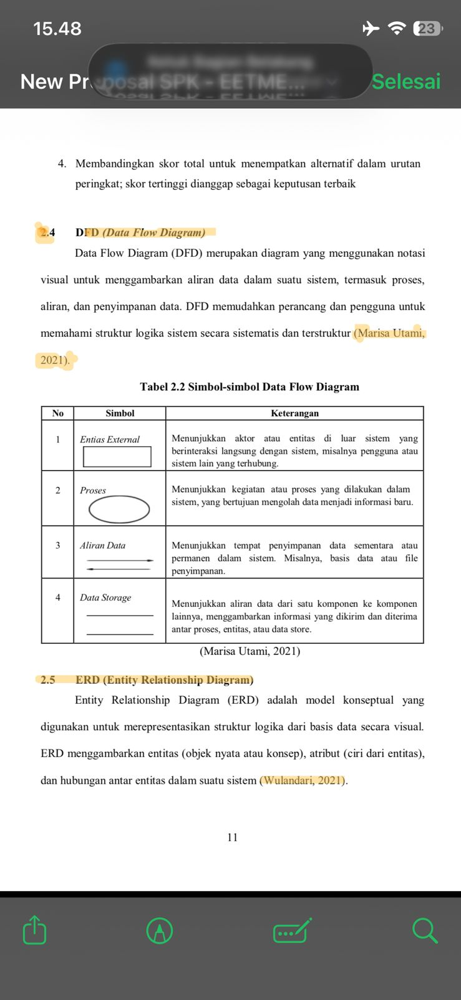 15.48
23
New Proposal SPK - EETME...
Selesai
4. Membandingkan skor total untuk menempatkan alternatif dalam urutan
peringkat; skor tertinggi dianggap sebagai keputusan terbaik
2.4 DFD (Data Flow Diagram)
Data Flow Diagram (DFD) merupakan diagram yang menggunakan notasi
visual untuk menggambarkan aliran data dalam suatu sistem, termasuk proses,
aliran, dan penyimpanan data. DFD memudahkan perancang dan pengguna untuk
memahami struktur logika sistem secara sistematis dan terstruktur (Marisa Utami,
2021).
Tabel 2.2 Simbol-simbol Data Flow Diagram
No Simbol Keterangan
1 Entias External Menunjukkan aktor atau entitas di luar sistem yang
berinteraksi langsung dengan sistem, misalnya pengguna atau
sistem lain yang terhubung.
2 Proses Menunjukkan kegiatan atau proses yang dilakukan dalam
sistem, yang bertujuan mengolah data menjadi informasi baru.
3 Aliran Data Menunjukkan tempat penyimpanan data sementara atau
permanen dalam sistem. Misalnya, basis data atau file
penyimpanan.
4 Data Storage
Menunjukkan aliran data dari satu komponen ke komponen
lainnya, menggambarkan informasi yang dikirim dan diterima
antar proses, entitas, atau data store.
(Marisa Utami, 2021)
2.5 ERD (Entity Relationship Diagram)
Entity Relationship Diagram (ERD) adalah model konseptual yang
digunakan untuk merepresentasikan struktur logika dari basis data secara visual.
ERD menggambarkan entitas (objek nyata atau konsep), atribut (ciri dari entitas),
dan hubungan antar entitas dalam suatu sistem (Wulandari, 2021).
11